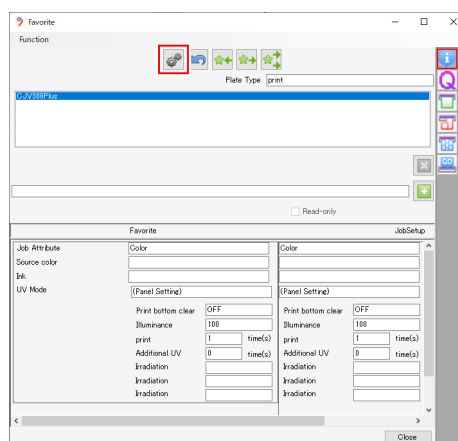 Favorite
Function
Plate Type print
CJV300Plus
Read-only
Favorite JobSetup
Job Attribute Color Color
Source color
Ink
UV Mode (Panel Setting) (Panel Setting)
Print bottom clear OFF Print bottom clear OFF
Illuminance 100 Illuminance 100
print 1 time(s) print 1 time(s)
Additional UV 0 time(s) Additional UV 0 time(s)
Irradiation Irradiation
Irradiation Irradiation
Irradiation Irradiation
Close
i
Q
GO